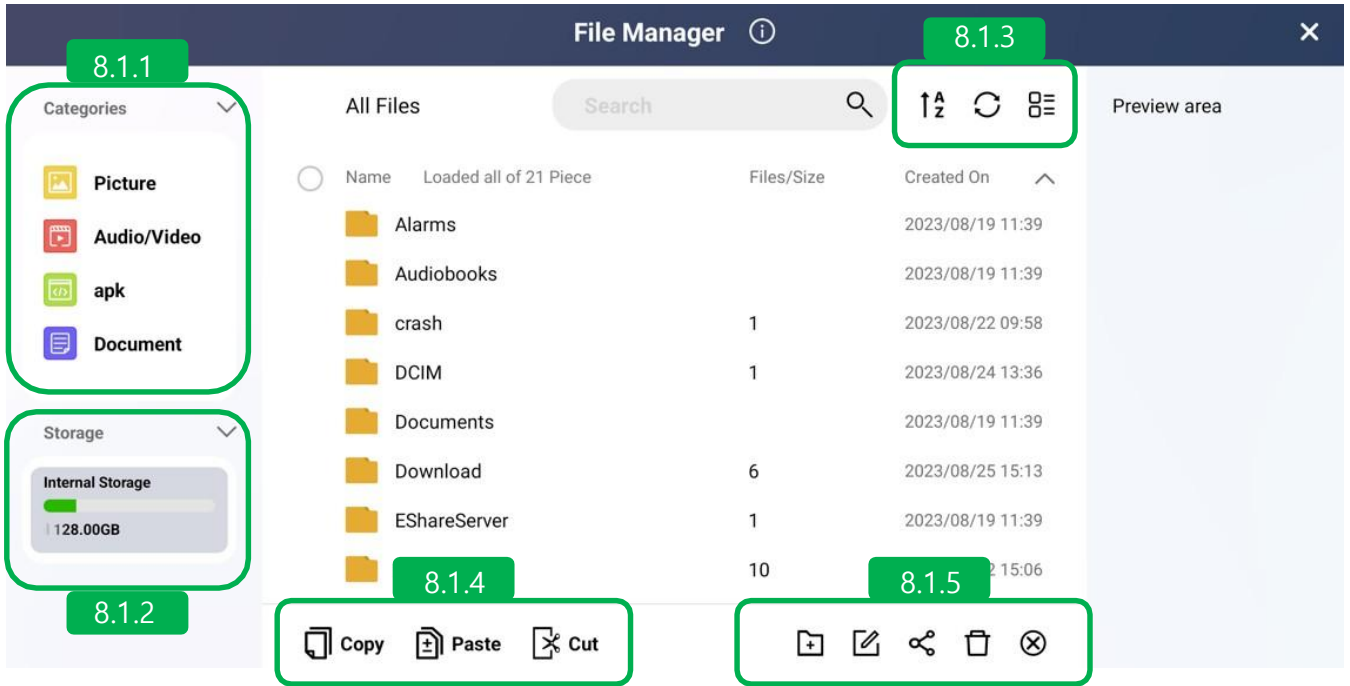 File Manager
8.1.3
8.1.1
Categories
All Files
Search
Preview area
Picture
Audio/Video
apk
Document
Name Loaded all of 21 Piece Files/Size Created On
Alarms 2023/08/19 11:39
Audiobooks 2023/08/19 11:39
crash 1 2023/08/22 09:58
DCIM 1 2023/08/24 13:36
Documents 2023/08/19 11:39
Download 6 2023/08/25 15:13
EShareServer 1 2023/08/19 11:39
10 15:06
Storage
Internal Storage
128.00GB
8.1.2
8.1.4
8.1.5
Copy Paste Cut